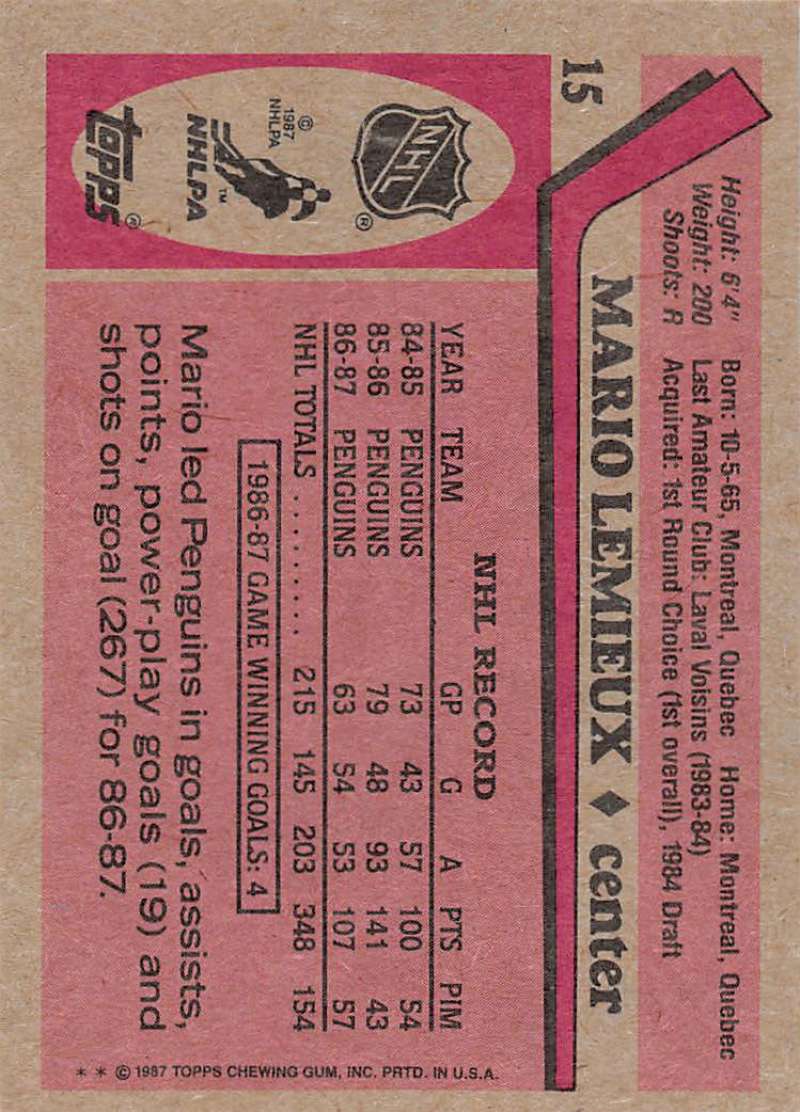 15
Height: 6'4" Born: 10-5-65, Montreal, Quebec Home: Montreal, Quebec
Weight: 200 Last Amateur Club: Laval Voisins (1983-84)
Shoots: R Acquired: 1st Round Choice (1st overall), 1984 Draft
MARIO LEMIEUX ♦ center
NHL
®
© 1987 NHLPA
™
NHLPA
topps ®
NHL RECORD
YEAR TEAM GP G A PTS PIM
84-85 PENGUINS 73 43 57 100 54
85-86 PENGUINS 79 48 93 141 43
86-87 PENGUINS 63 54 53 107 57
NHL TOTALS .......... 215 145 203 348 154
1986-87 GAME WINNING GOALS: 4
Mario led Penguins in goals, assists,
points, power-play goals (19) and
shots on goal (267) for 86-87.
* * © 1987 TOPPS CHEWING GUM, INC. PRTD. IN U.S.A.